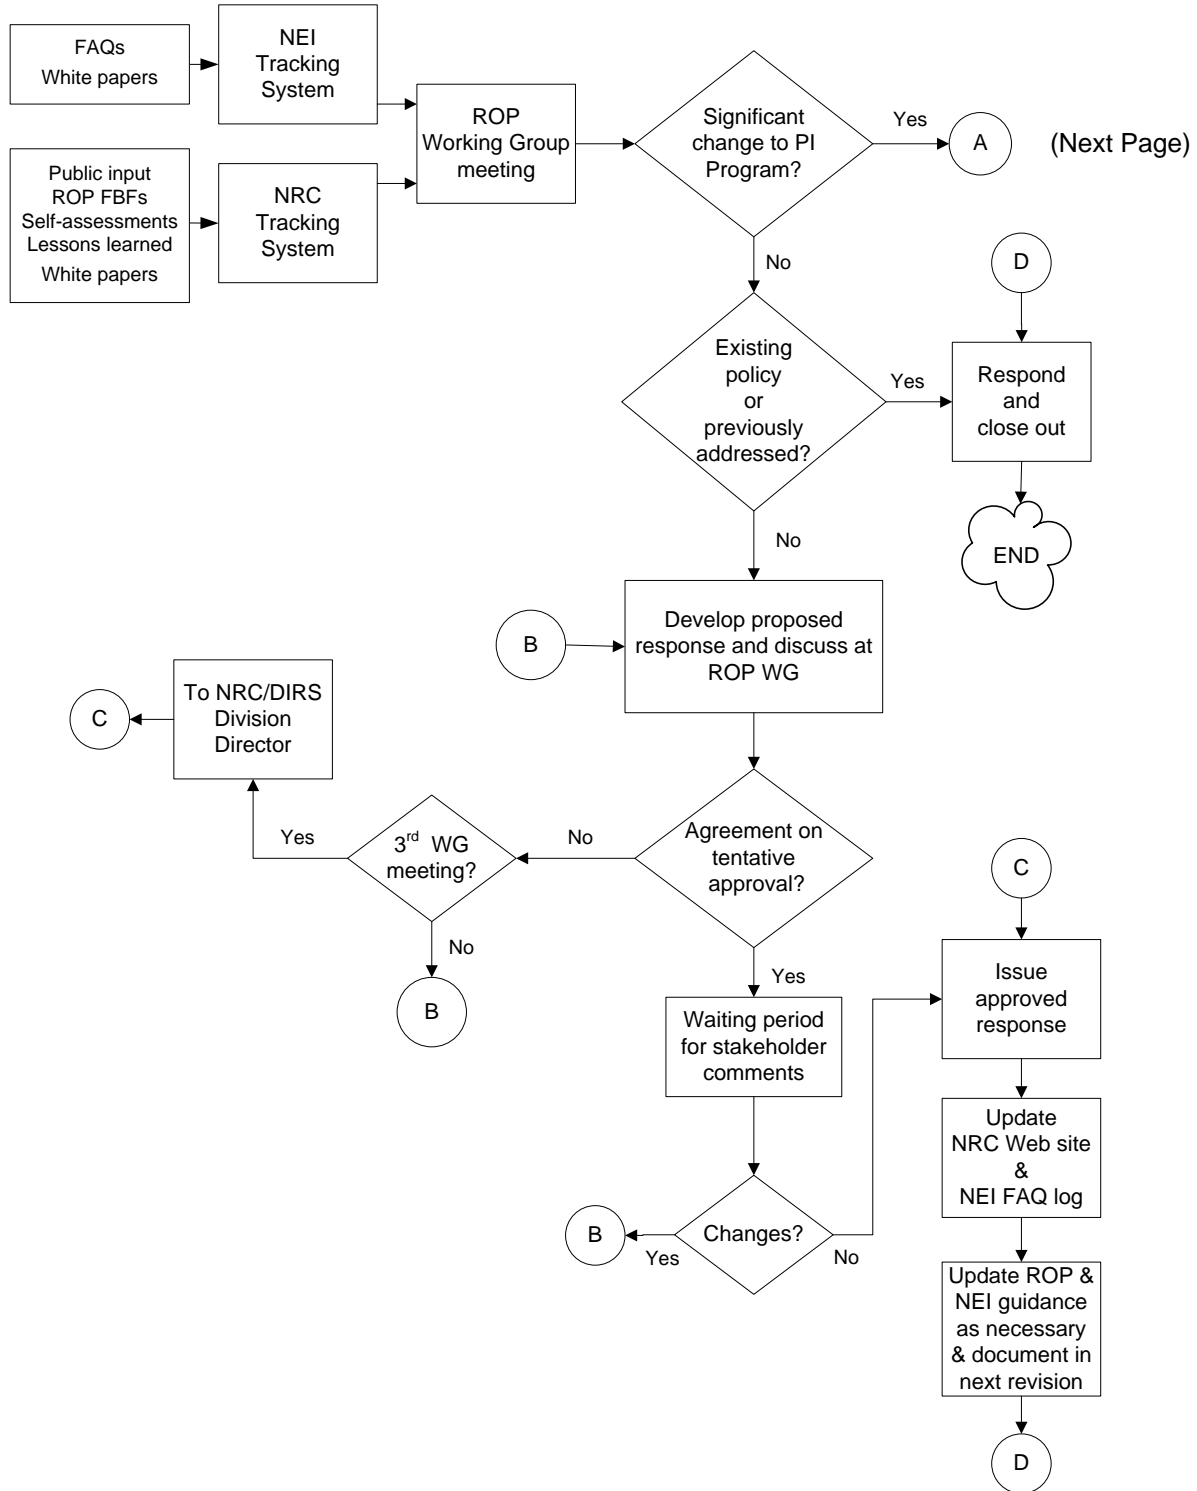 FAQs
White papers
NEI
Tracking
System
Public input
ROP FBFs
Self-assessments
Lessons learned
White papers
NRC
Tracking
System
ROP
Working Group
meeting
Significant
change to PI
Program?
Yes
A
(Next Page)
No
Existing
policy
or
previously
addressed?
Yes
D
Respond
and
close out
END
No
B
Develop proposed
response and discuss at
ROP WG
To NRC/DIRS
Division
Director
C
Agreement on
tentative
approval?
No
3rd WG
meeting?
Yes
No
B
Yes
Waiting period
for stakeholder
comments
Changes?
Yes
B
No
C
Issue
approved
response
Update
NRC Web site
&
NEI FAQ log
Update ROP &
NEI guidance
as necessary
& document in
next revision
D